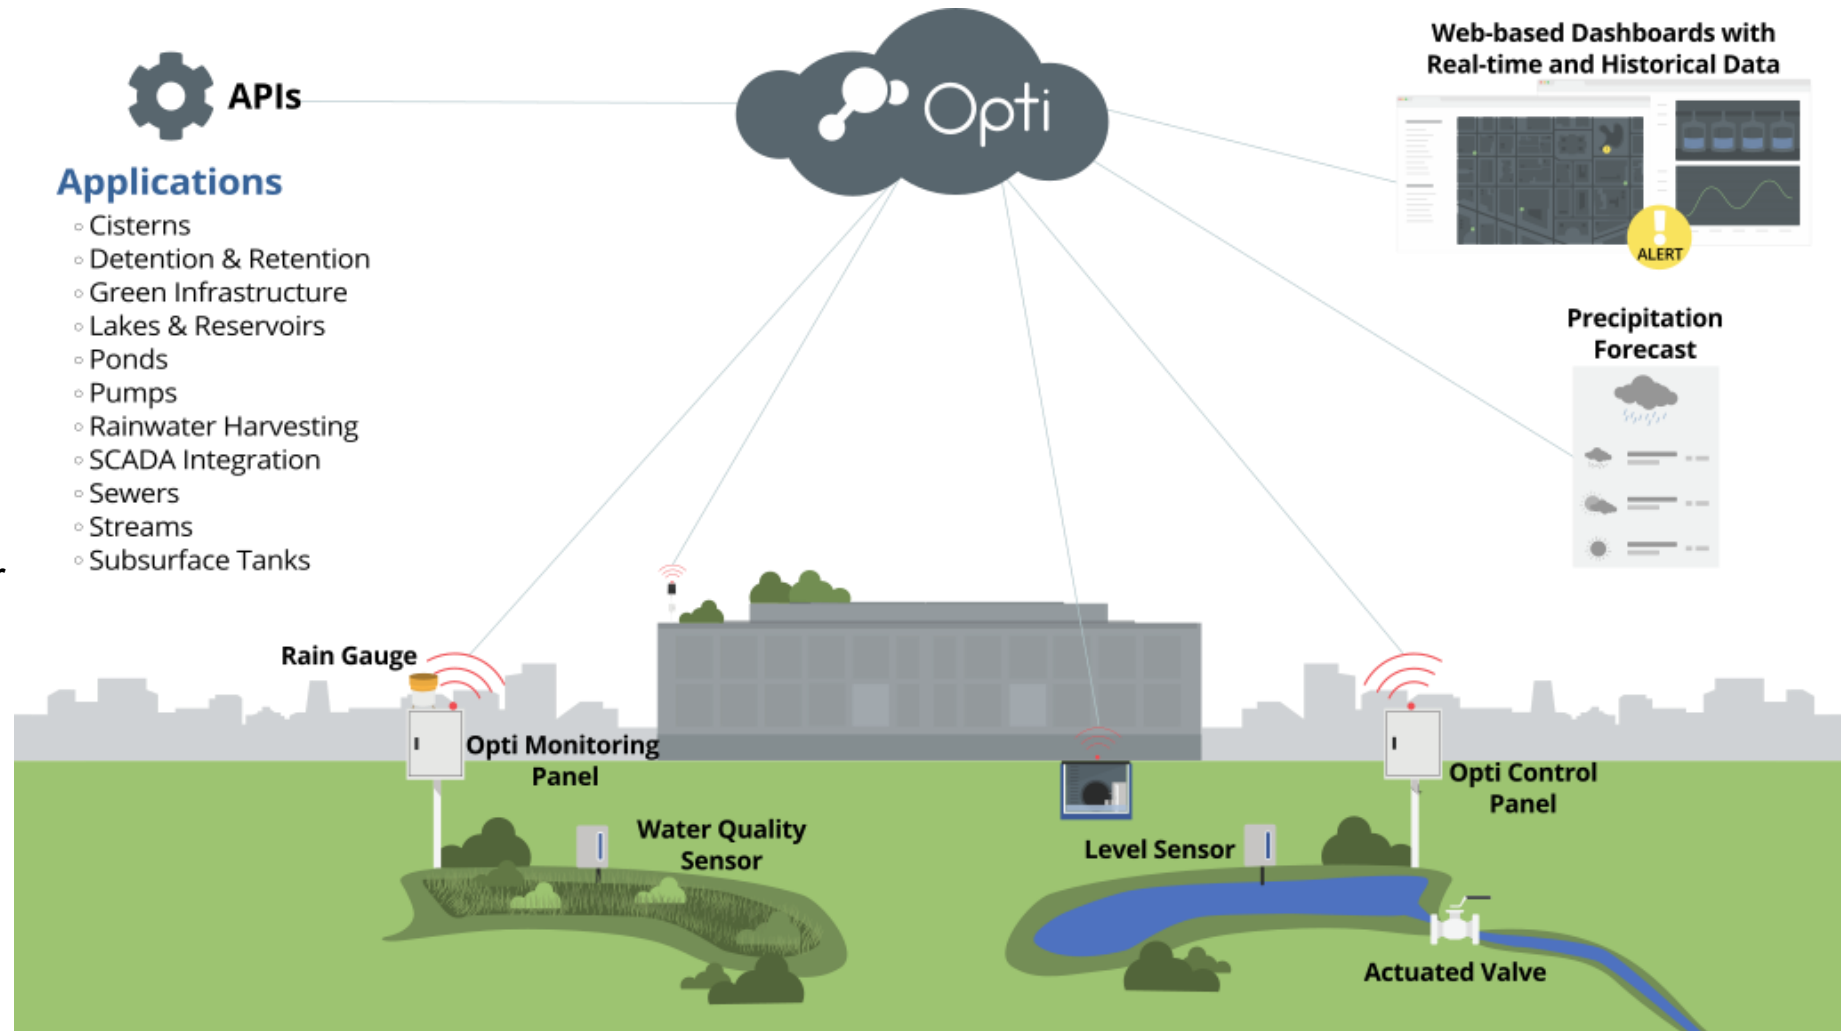 APIs
Opti
Web-based Dashboards with
Real-time and Historical Data
ALERT
Applications
Cisterns
Detention & Retention
Green Infrastructure
Lakes & Reservoirs
Ponds
Pumps
Rainwater Harvesting
SCADA Integration
Sewers
Streams
Subsurface Tanks
Precipitation
Forecast
Rain Gauge
Opti Monitoring
Panel
Water Quality
Sensor
Level Sensor
Opti Control
Panel
Actuated Valve